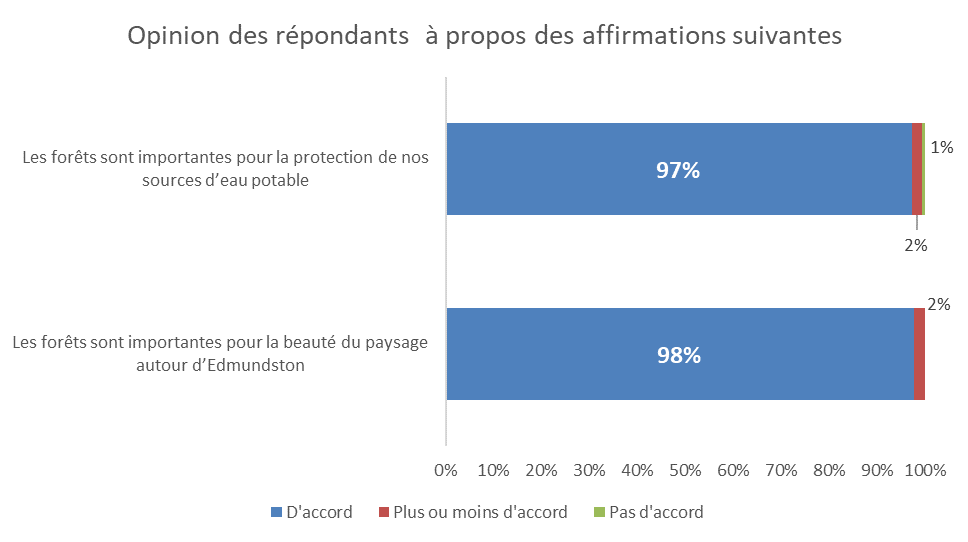 Opinion des répondants  à propos des affirmations suivantes
Les forêts sont importantes pour la protection de nos
sources d’eau potable
97%
1%
2%
Les forêts sont importantes pour la beauté du paysage
autour d’Edmundston
98%
2%
0% 10% 20% 30% 40% 50% 60% 70% 80% 90% 100%
D'accord Plus ou moins d'accord Pas d'accord